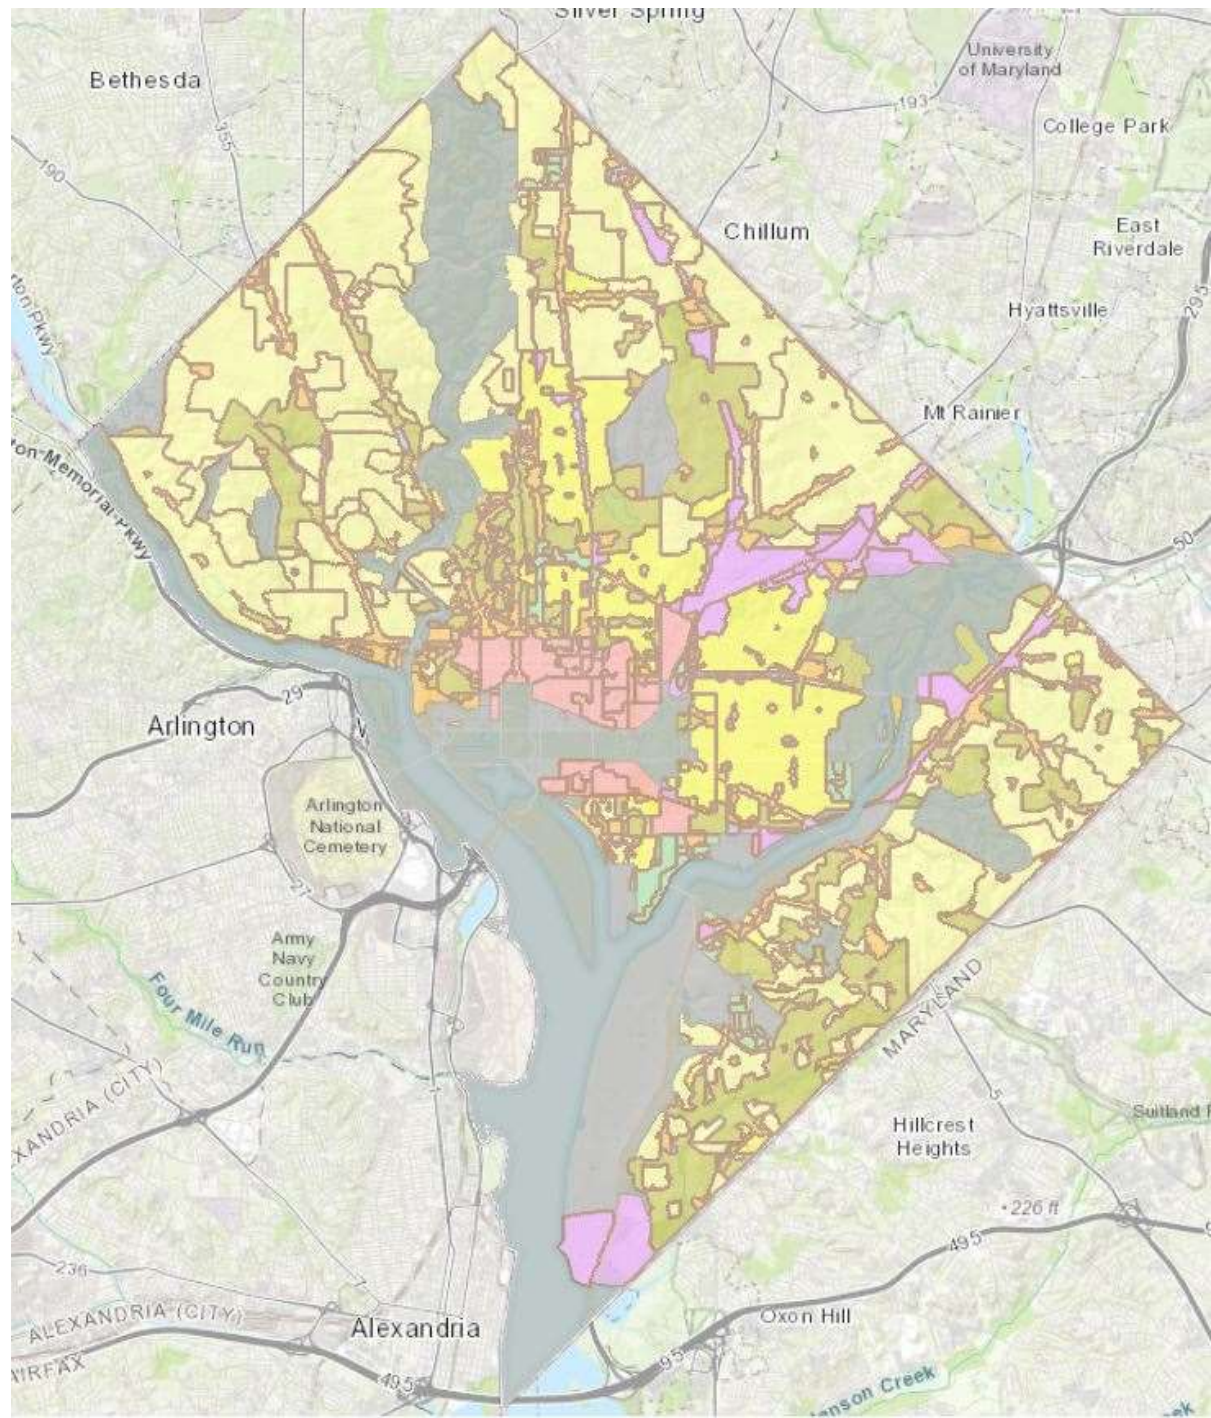 Silver Spring
Bethesda
University
of Maryland
193
College Park
355
190
Chillum
East
Riverdale
Hyattsville
295
Mt Rainier
50
29
Arlington
Arlington
National
Cemetery
27
Army
Navy
Country
Club
Four Mile Run
MARYLAND
1
5
Hillcrest
Heights
Suitland
226 ft
495
236
ALEXANDRIA (CITY)
Alexandria
Oxon Hill
95
495